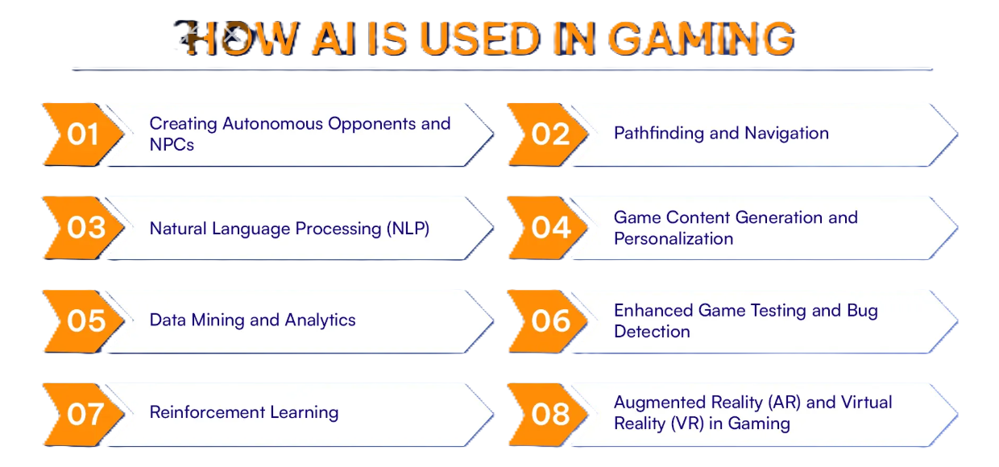 HOW AI IS USED IN GAMING
01
Creating Autonomous Opponents and
NPCs
02
Pathfinding and Navigation
03
Natural Language Processing (NLP)
04
Game Content Generation and
Personalization
05
Data Mining and Analytics
06
Enhanced Game Testing and Bug
Detection
07
Reinforcement Learning
08
Augmented Reality (AR) and Virtual
Reality (VR) in Gaming